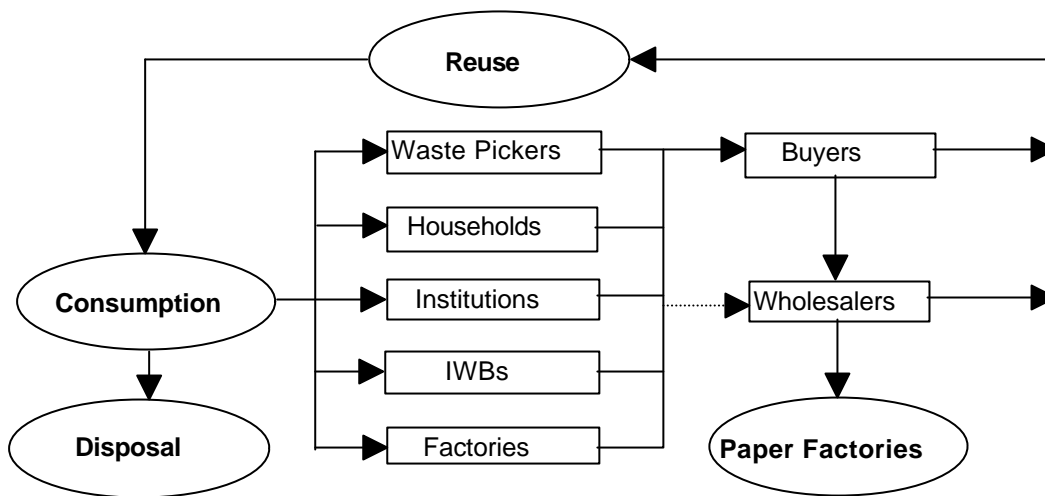 Reuse
Waste Pickers
Buyers
Households
Consumption
Institutions
Wholesalers
IWBs
Disposal
Factories
Paper Factories